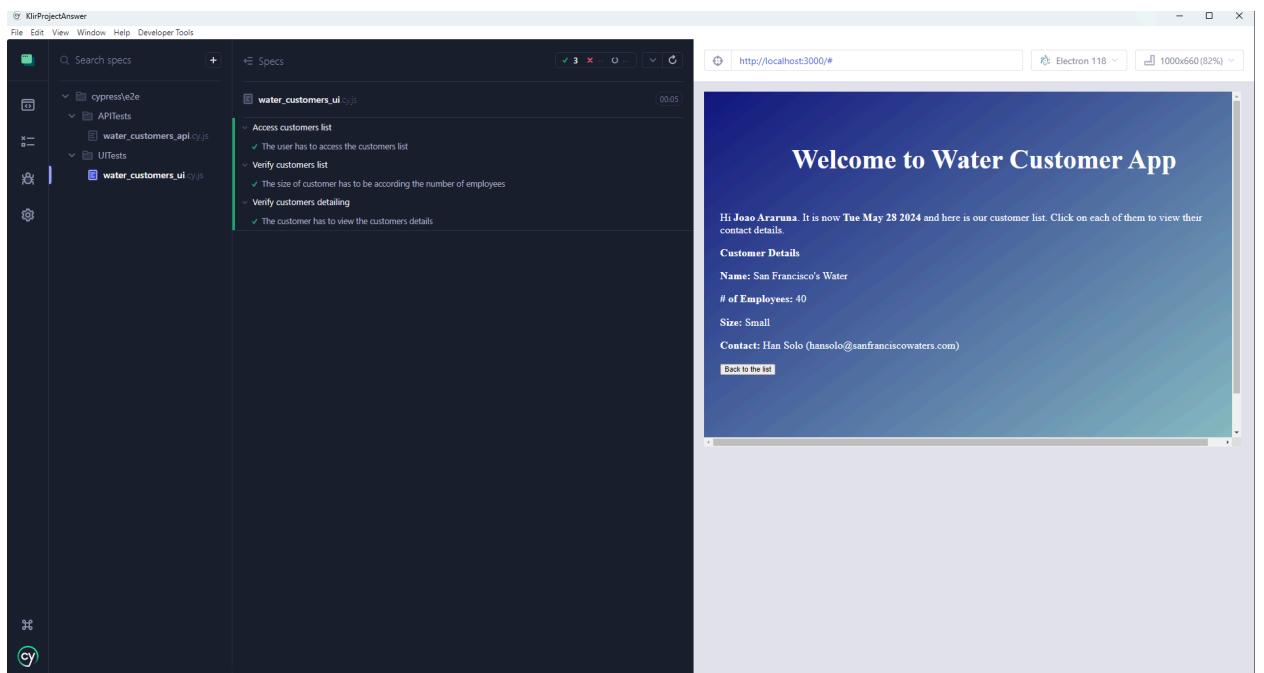 KlirProjectAnswer
File Edit View Window Help Developer Tools
Search specs
+
cypress\e2e
APITests
water_customers_api.cy.js
UITests
water_customers_ui.cy.js
cy
Specs
3 -- --
water_customers_ui.cy.js 00:05
Access customers list
The user has to access the customers list
Verify customers list
The size of customer has to be according the number of employees
Verify customers detailing
The customer has to view the customers details
http://localhost:3000/#
Electron 118
1000x660 (82%)
Welcome to Water Customer App
Hi Joao Araruna. It is now Tue May 28 2024 and here is our customer list. Click on each of them to view their
contact details.
Customer Details
Name: San Francisco's Water
# of Employees: 40
Size: Small
Contact: Han Solo (hansolo@sanfranciscowaters.com)
Back to the list